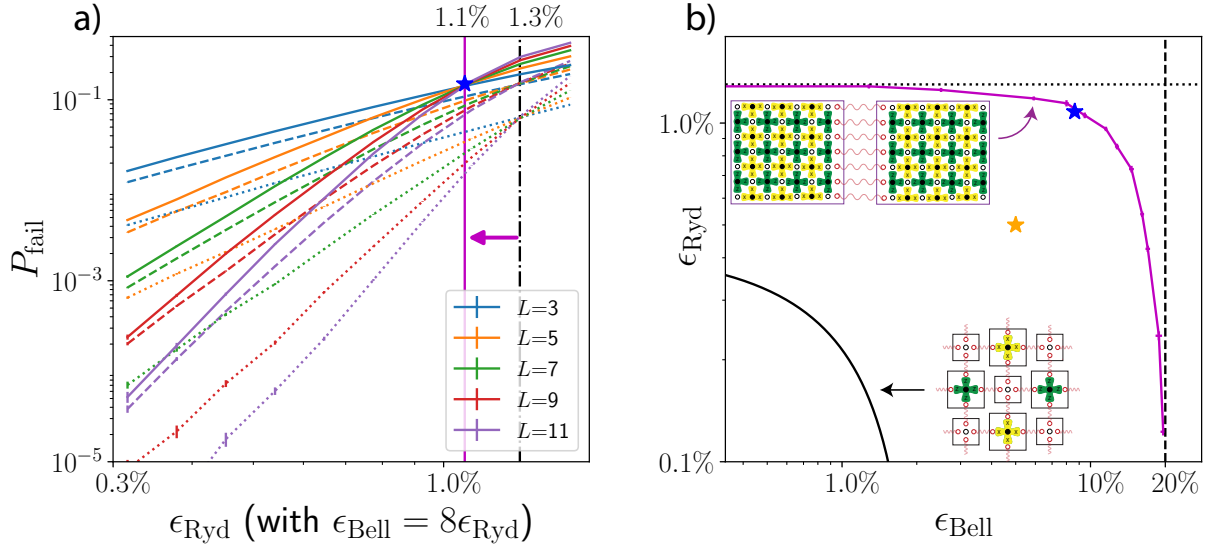 a)
1.1%
1.3%
10⁻¹
10⁻³
10⁻⁵
P_fail
L=3
L=5
L=7
L=9
L=11
0.3%
1.0%
ϵ_Ryd (with ϵ_Bell = 8ϵ_Ryd)
b)
1.0%
0.1%
ϵ_Ryd
1.0%
10%
20%
ϵ_Bell